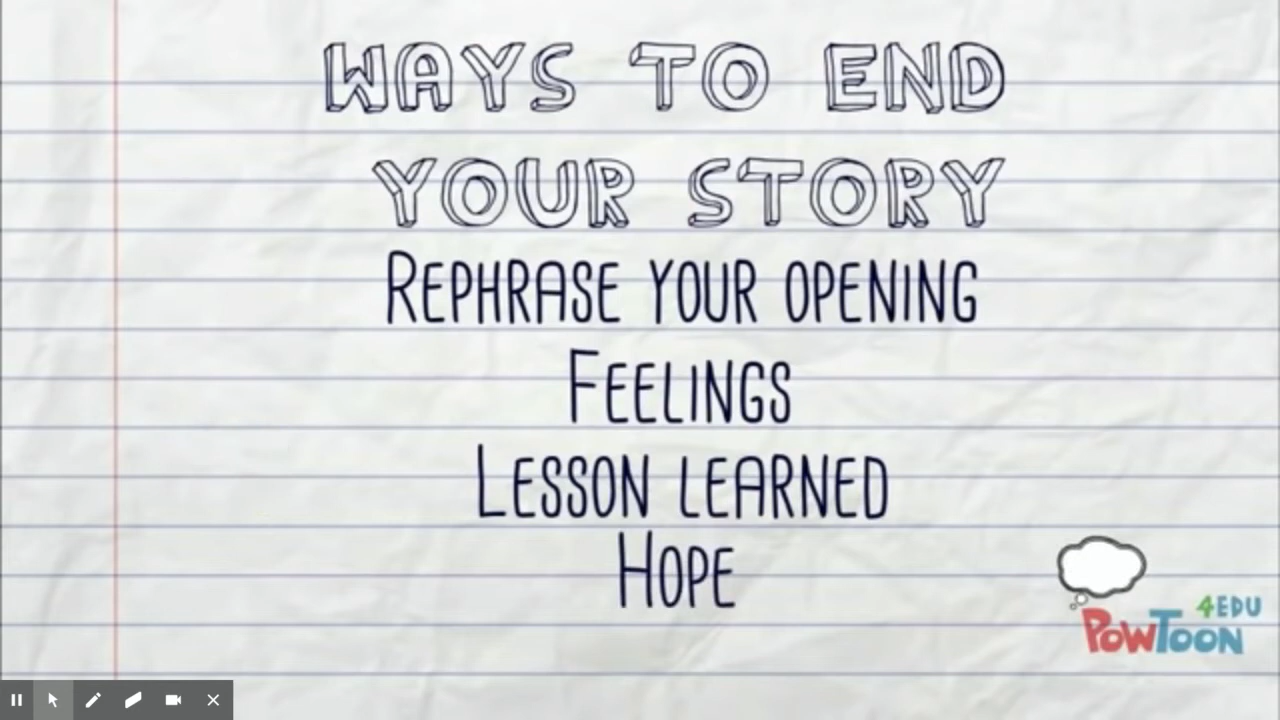 WAYS TO END
YOUR STORY
REPHRASE YOUR OPENING
FEELINGS
LESSON LEARNED
HOPE
4EDU
POWTOON